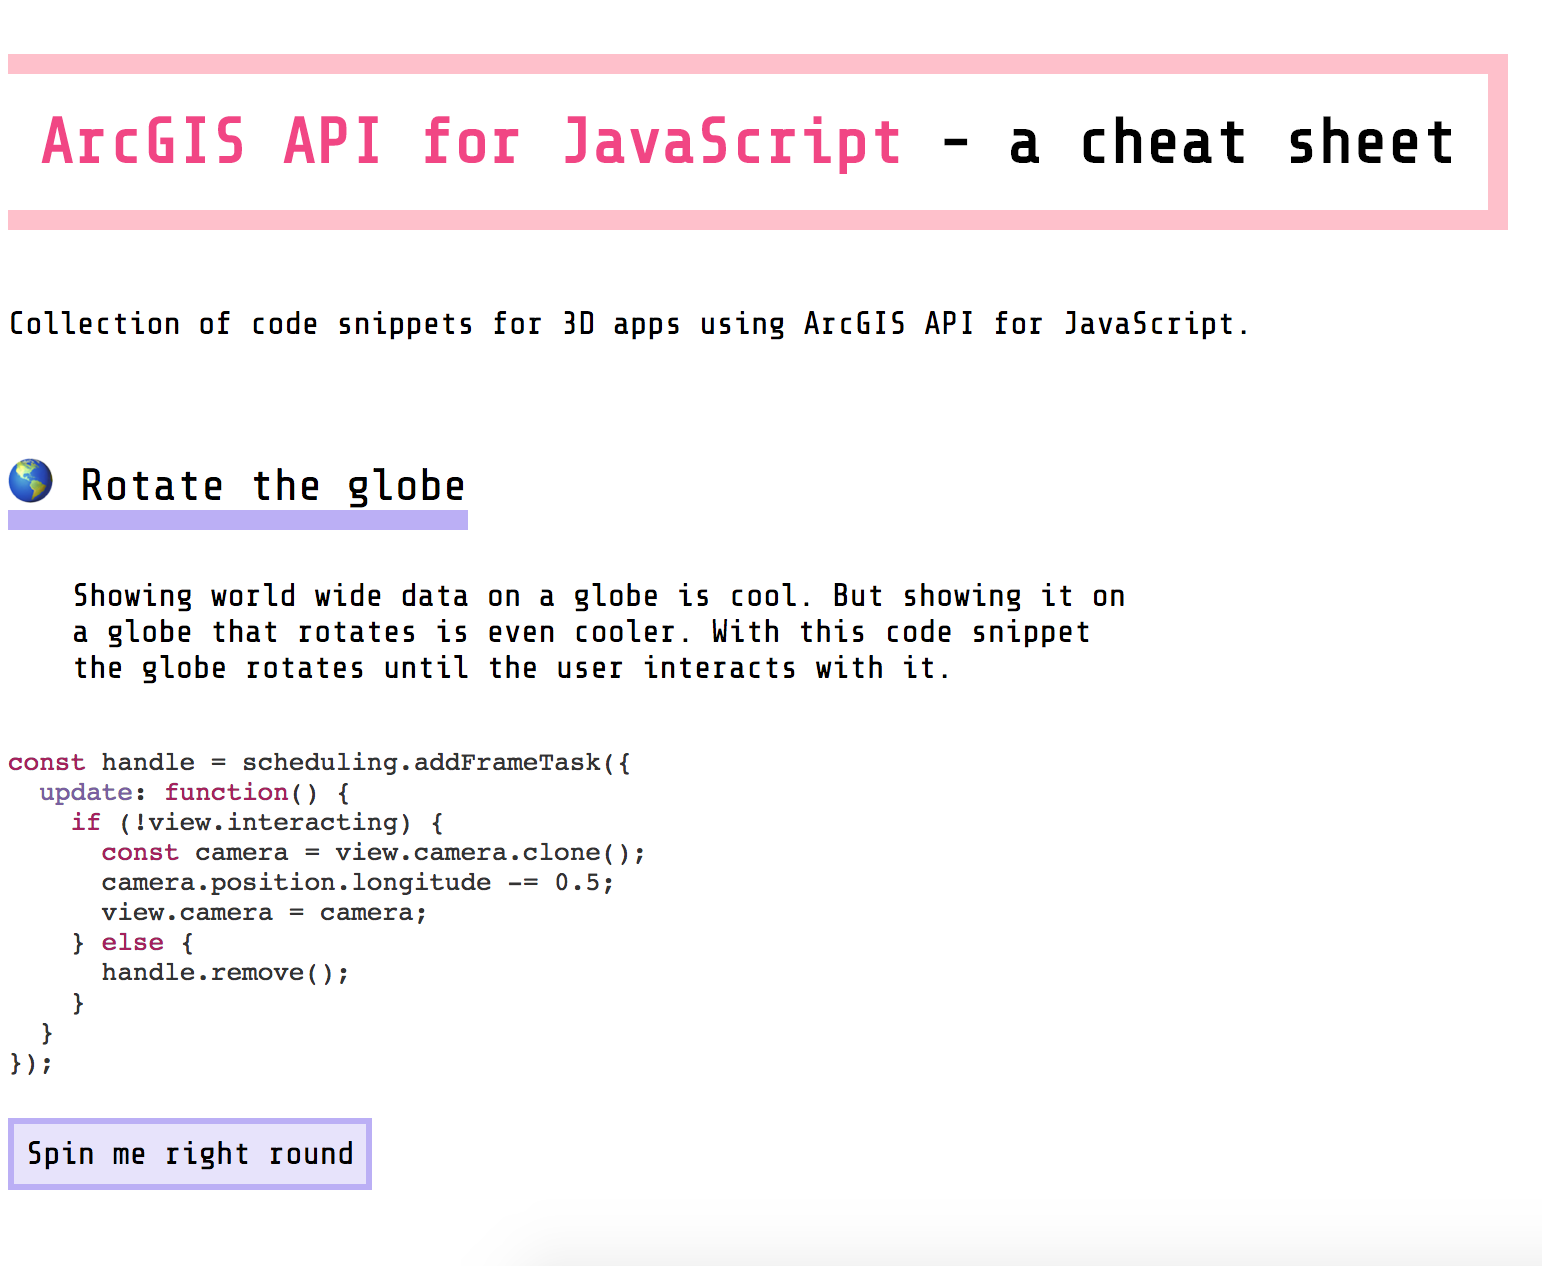 ArcGIS API for JavaScript - a cheat sheet
Collection of code snippets for 3D apps using ArcGIS API for JavaScript.
🌎 Rotate the globe
Showing world wide data on a globe is cool. But showing it on
a globe that rotates is even cooler. With this code snippet
the globe rotates until the user interacts with it.
const handle = scheduling.addFrameTask({
  update: function() {
    if (!view.interacting) {
      const camera = view.camera.clone();
      camera.position.longitude -= 0.5;
      view.camera = camera;
    } else {
      handle.remove();
    }
  }
});
Spin me right round